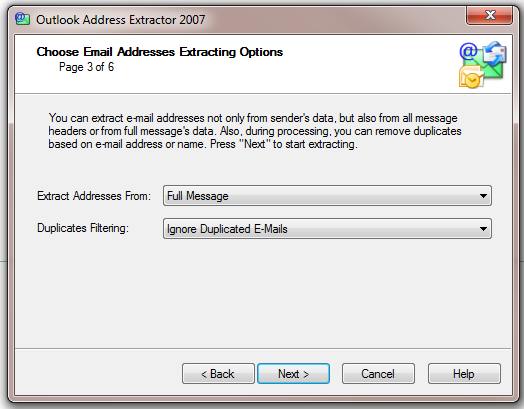 Outlook Address Extractor 2007
Choose Email Addresses Extracting Options
Page 3 of 6
You can extract e-mail addresses not only from sender's data, but also from all message
headers or from full message's data. Also, during processing, you can remove duplicates
based on e-mail address or name. Press "Next" to start extracting.
Extract Addresses From: Full Message
Duplicates Filtering: Ignore Duplicated E-Mails
< Back Next > Cancel Help